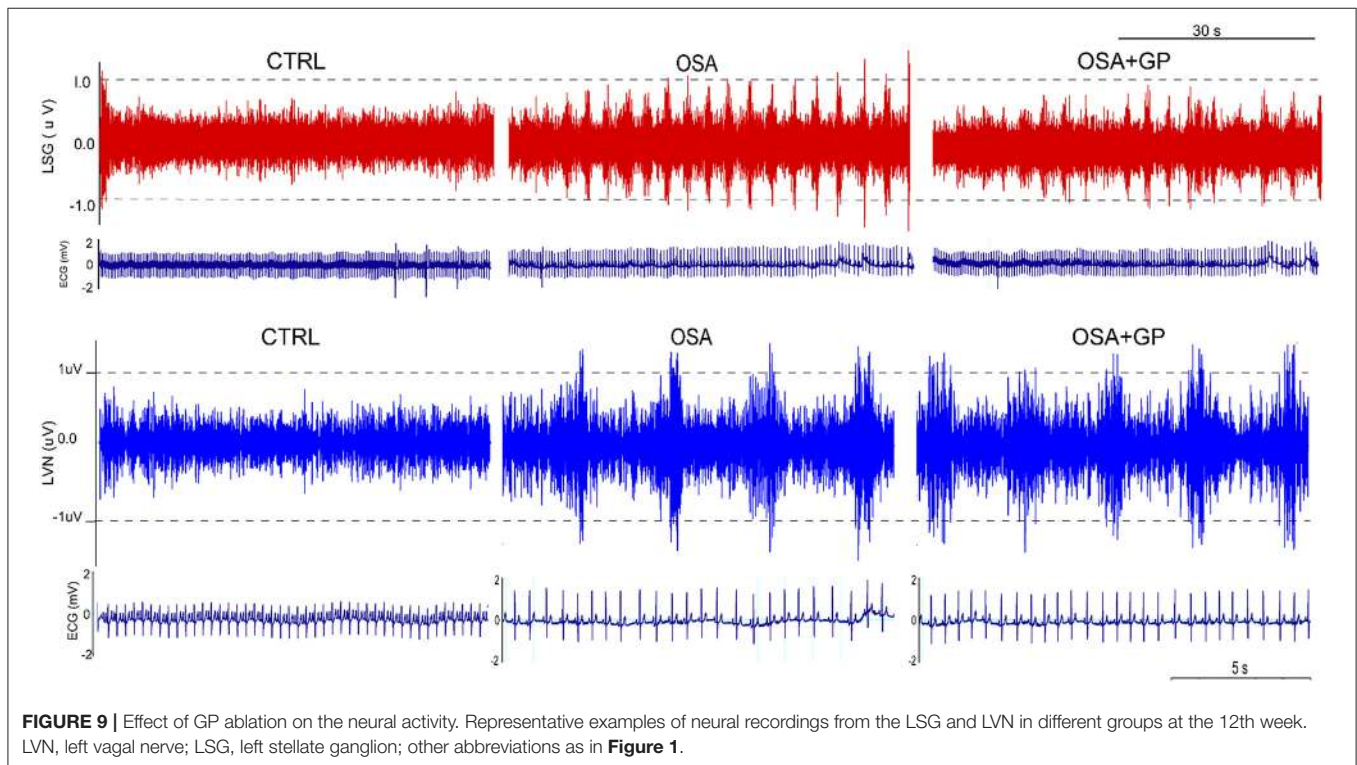 30 s
CTRL OSA OSA+GP
LSG ( u V)
1.0
0.0
-1.0
ECG (mV)
2
0
-2
CTRL OSA OSA+GP
LVN (uV)
1uV
0.0
-1uV
ECG (mV)
2
0
-2
2
0
-2
2
0
-2
5 s
FIGURE 9 | Effect of GP ablation on the neural activity. Representative examples of neural recordings from the LSG and LVN in different groups at the 12th week.
LVN, left vagal nerve; LSG, left stellate ganglion; other abbreviations as in Figure 1.